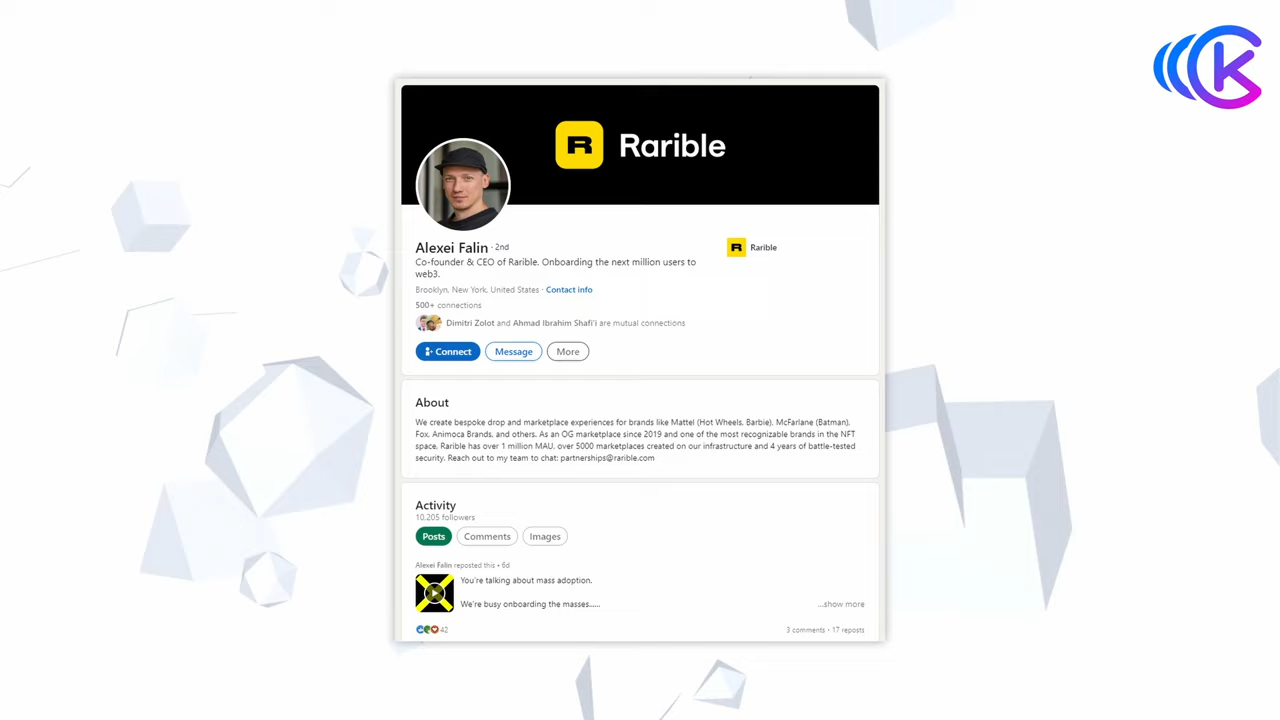 R Rarible
Alexei Falin · 2nd
R Rarible
Co-founder & CEO of Rarible. Onboarding the next million users to
web3.
Brooklyn, New York, United States · Contact info
500+ connections
Dimitri Zolot and Ahmad Ibrahim Shafi'i are mutual connections
Connect Message More
About
We create bespoke drop and marketplace experiences for brands like Mattel (Hot Wheels, Barbie), McFarlane (Batman),
Fox, Animoca Brands, and others. As an OG marketplace since 2019 and one of the most recognizable brands in the NFT
space, Rarible has over 1 million MAU, over 5000 marketplaces created on our infrastructure and 4 years of battle-tested
security. Reach out to my team to chat: partnerships@rarible.com
Activity
10,205 followers
Posts Comments Images
Alexei Falin reposted this • 6d
You're talking about mass adoption.
We're busy onboarding the masses...... ...show more
42 3 comments • 17 reposts
CK